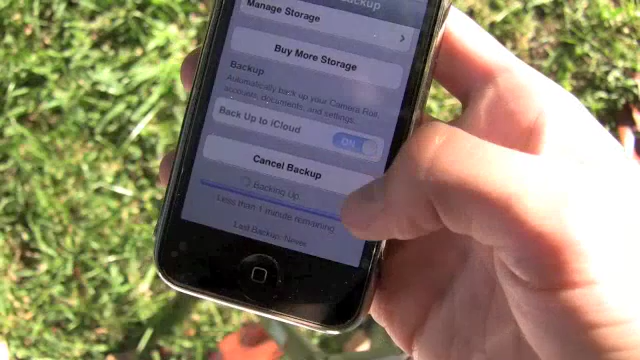 Backup
Manage Storage
Buy More Storage
Backup
Automatically back up your Camera Roll,
accounts, documents, and settings.
Back Up to iCloud
ON
Cancel Backup
Backing Up
Less than 1 minute remaining
Last Backup: Never